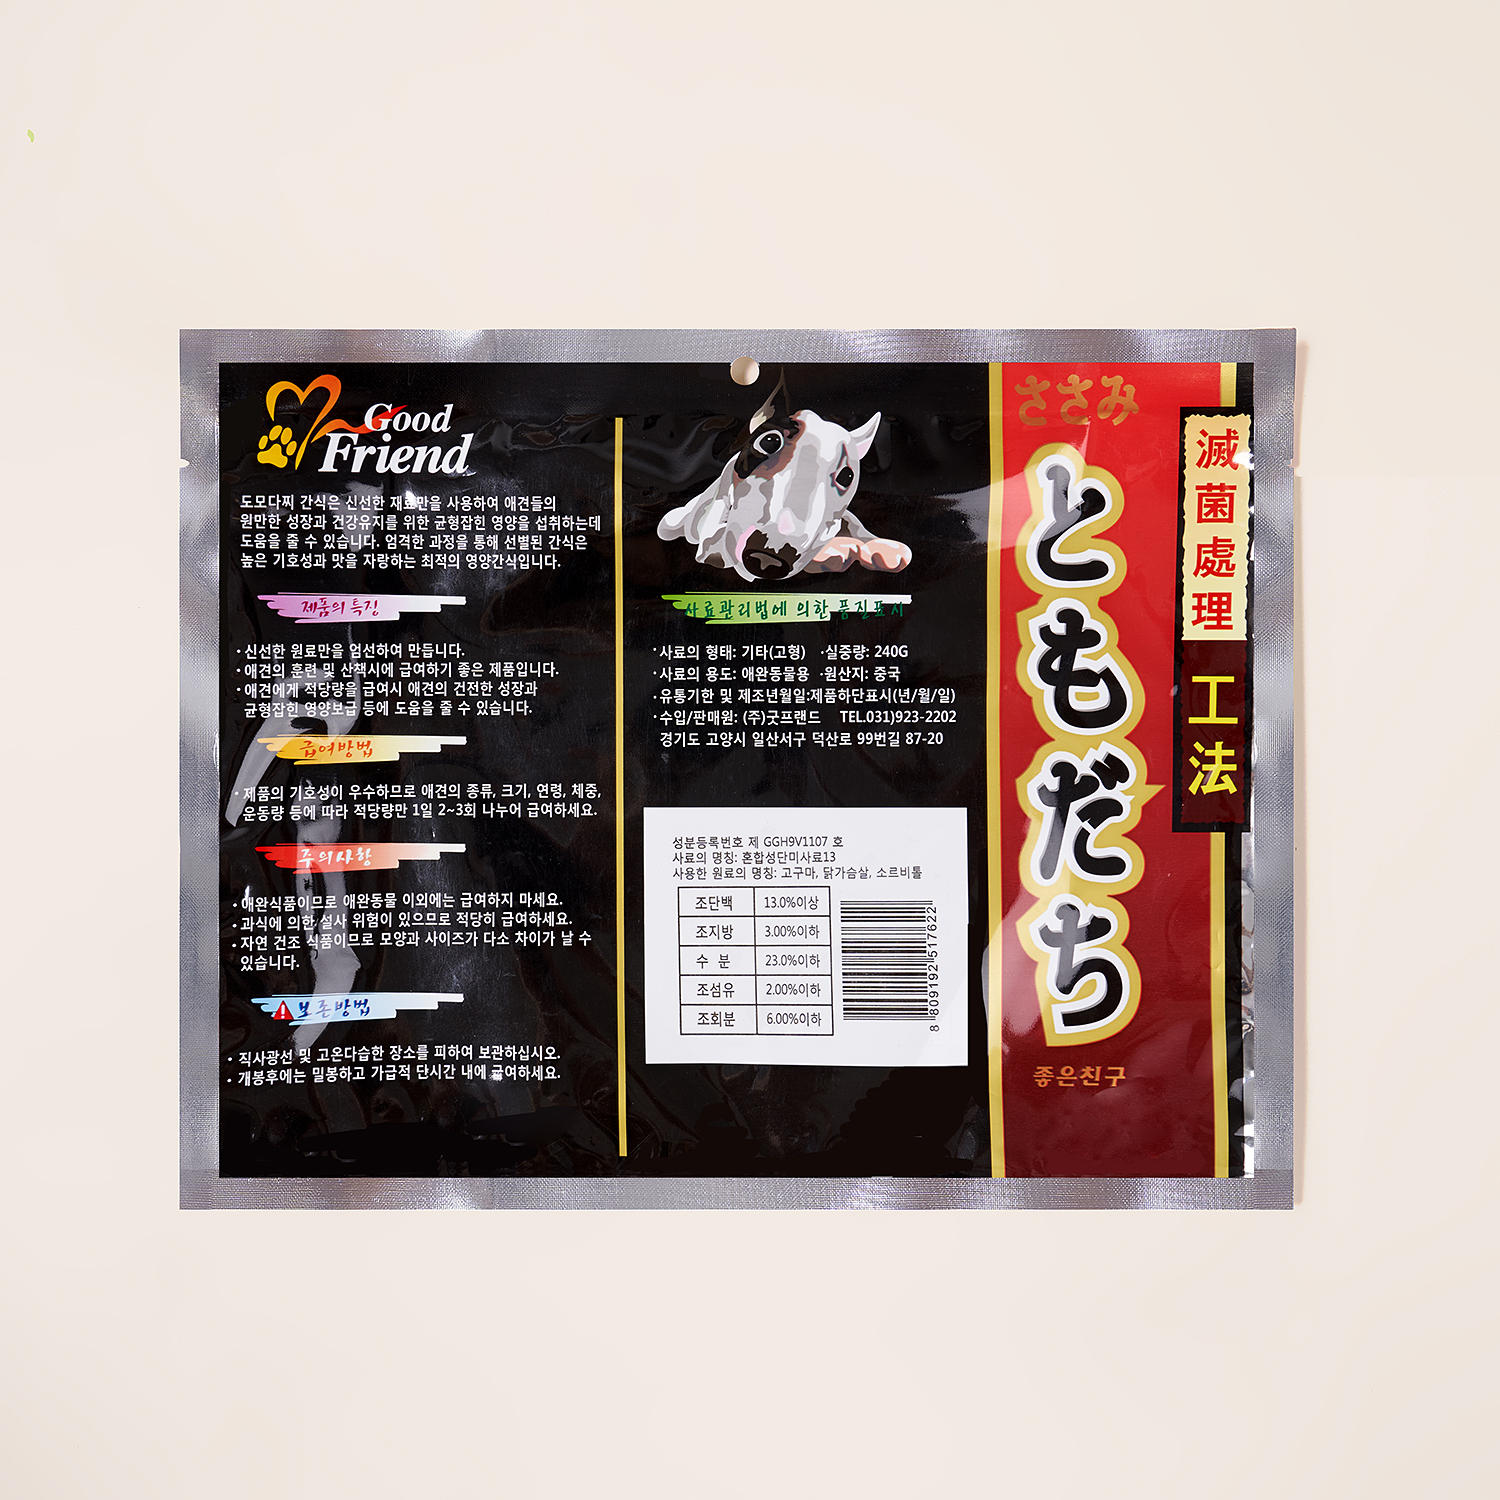 Good
Friend
도모다찌 간식은 신선한 재료만을 사용하여 애견들의
원만한 성장과 건강유지를 위한 균형잡힌 영양을 섭취하는데
도움을 줄 수 있습니다. 엄격한 과정을 통해 선별된 간식은
높은 기호성과 맛을 자랑하는 최적의 영양간식입니다.
제품의 특징
·신선한 원료만을 엄선하여 만듭니다.
·애견의 훈련 및 산책시에 급여하기 좋은 제품입니다.
·애견에게 적당량을 급여시 애견의 건전한 성장과
균형잡힌 영양보급 등에 도움을 줄 수 있습니다.
급여방법
·제품의 기호성이 우수하므로 애견의 종류, 크기, 연령, 체중,
운동량 등에 따라 적당량만 1일 2~3회 나누어 급여하세요.
주의사항
·애완식품이므로 애완동물 이외에는 급여하지 마세요.
·과식에 의한 설사 위험이 있으므로 적당히 급여하세요.
·자연 건조 식품이므로 모양과 사이즈가 다소 차이가 날 수
있습니다.
보존방법
· 직사광선 및 고온다습한 장소를 피하여 보관하십시오.
· 개봉후에는 밀봉하고 가급적 단시간 내에 급여하세요.
사료관리법에 의한 품질표시
·사료의 형태: 기타(고형) ·실중량: 240G
·사료의 용도: 애완동물용 ·원산지: 중국
·유통기한 및 제조년월일:제품하단표시(년/월/일)
·수입/판매원: (주)굿프랜드 TEL.031)923-2202
경기도 고양시 일산서구 덕산로 99번길 87-20
성분등록번호 제 GGH9V1107 호
사료의 명칭: 혼합성단미사료13
사용한 원료의 명칭: 고구마, 닭가슴살, 소르비톨
조단백 13.0%이상
조지방 3.00%이하
수 분 23.0%이하
조섬유 2.00%이하
조회분 6.00%이하
8 809192 517622
ささみ
ともだち
좋은친구
滅菌處理
工法